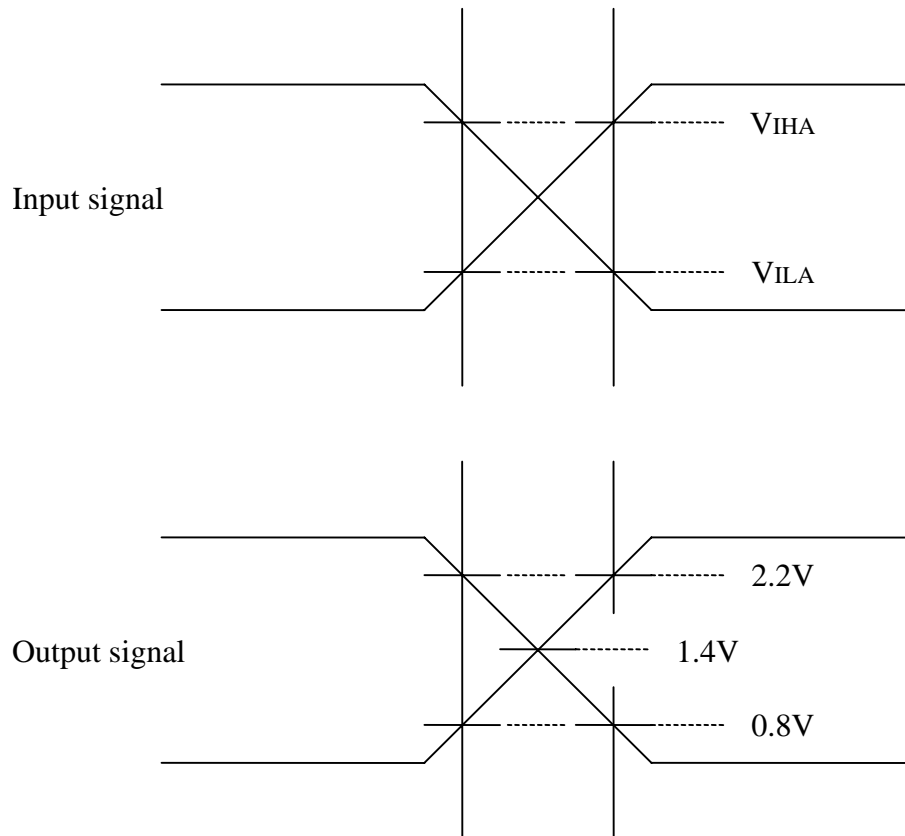 VIHA
Input signal
VILA
2.2V
Output signal
1.4V
0.8V